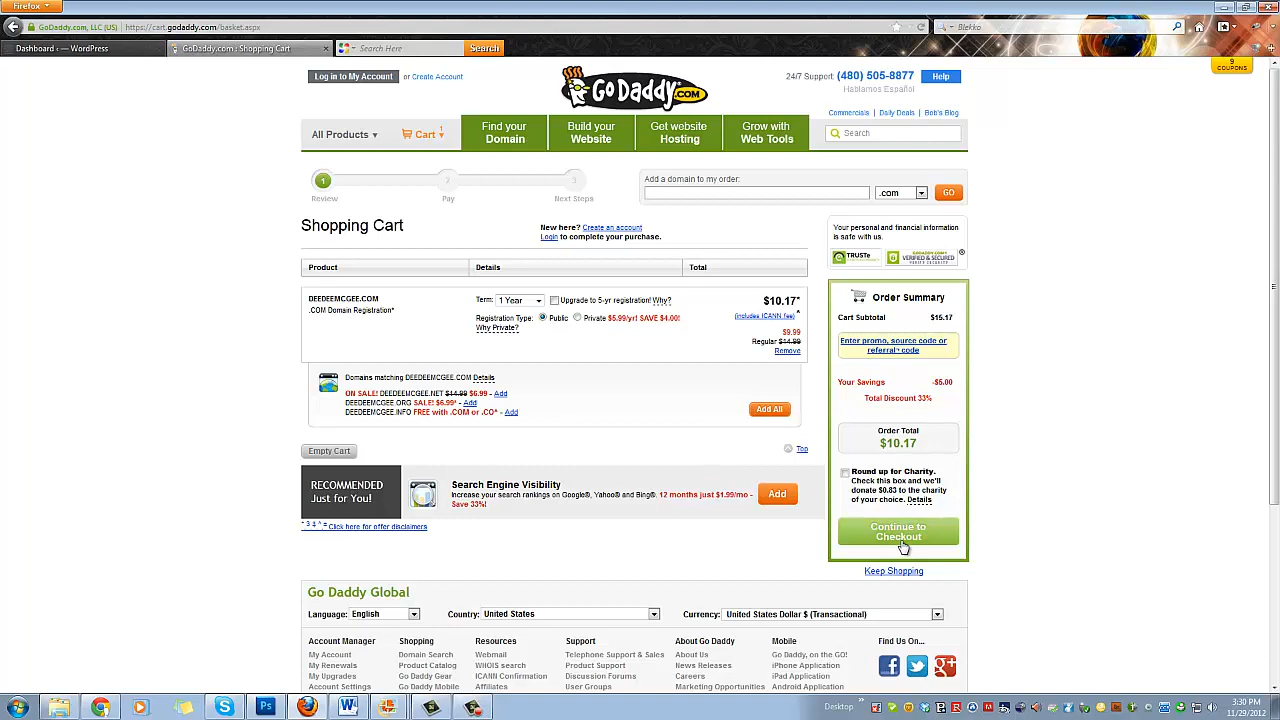 Firefox
GoDaddy.com, LLC (US) https://cart.godaddy.com/basket.aspx Blekko
Dashboard ‹ — WordPress GoDaddy.com : Shopping Cart × Search Here Search
9
COUPONS
Log in to My Account or Create Account
Go Daddy .COM
24/7 Support (480) 505-8877 Help
Hablamos Español
Commercials | Daily Deals | Bob's Blog
All Products Cart 1
Find your Domain
Build your Website
Get website Hosting
Grow with Web Tools
Search
1 2 3
Review Pay Next Steps
Add a domain to my order:
.com GO
Shopping Cart
New here? Create an account
Login to complete your purchase.
Your personal and financial information
is safe with us.
TRUSTe
VERIFIED & SECURED
Product Details Total
DEEDEEMCGEE.COM
.COM Domain Registration*
Term: 1 Year Upgrade to 5-yr registration! Why?
Registration Type: Public Private $5.99/yr! SAVE $4.00!
Why Private?
$10.17*
(includes ICANN fee) ^
$9.99
Regular $14.99
Remove
Domains matching DEEDEEMCGEE.COM Details
ON SALE! DEEDEEMCGEE.NET $14.99 $6.99 - Add
DEEDEEMCGEE.ORG SALE! $6.99* - Add
DEEDEEMCGEE.INFO FREE with .COM or .CO* - Add
Add All
Empty Cart
Top
RECOMMENDED
Just for You!
Search Engine Visibility
Increase your search rankings on Google®, Yahoo® and Bing®. 12 months just $1.99/mo -
Save 33%!
Add
Click here for offer disclaimers
Order Summary
Cart Subtotal $15.17
Enter promo, source code or
referral code
Your Savings -$5.00
Total Discount 33%
Order Total
$10.17
Round up for Charity.
Check this box and we'll
donate $0.83 to the charity
of your choice. Details
Continue to
Checkout
Keep Shopping
Go Daddy Global
Language: English Country: United States Currency: United States Dollar $ (Transactional)
Account Manager Shopping Resources Support About Go Daddy Mobile Find Us On...
My Account Domain Search Webmail Telephone Support & Sales About Us Go Daddy, on the GO!
My Renewals Product Catalog WHOIS search Product Support News Releases iPhone Application
My Upgrades Go Daddy Gear ICANN Confirmation Discussion Forums Careers iPad Application
Account Settings Go Daddy Mobile Affiliates User Groups Marketing Opportunities Android Application
Desktop
3:30 PM
11/29/2012